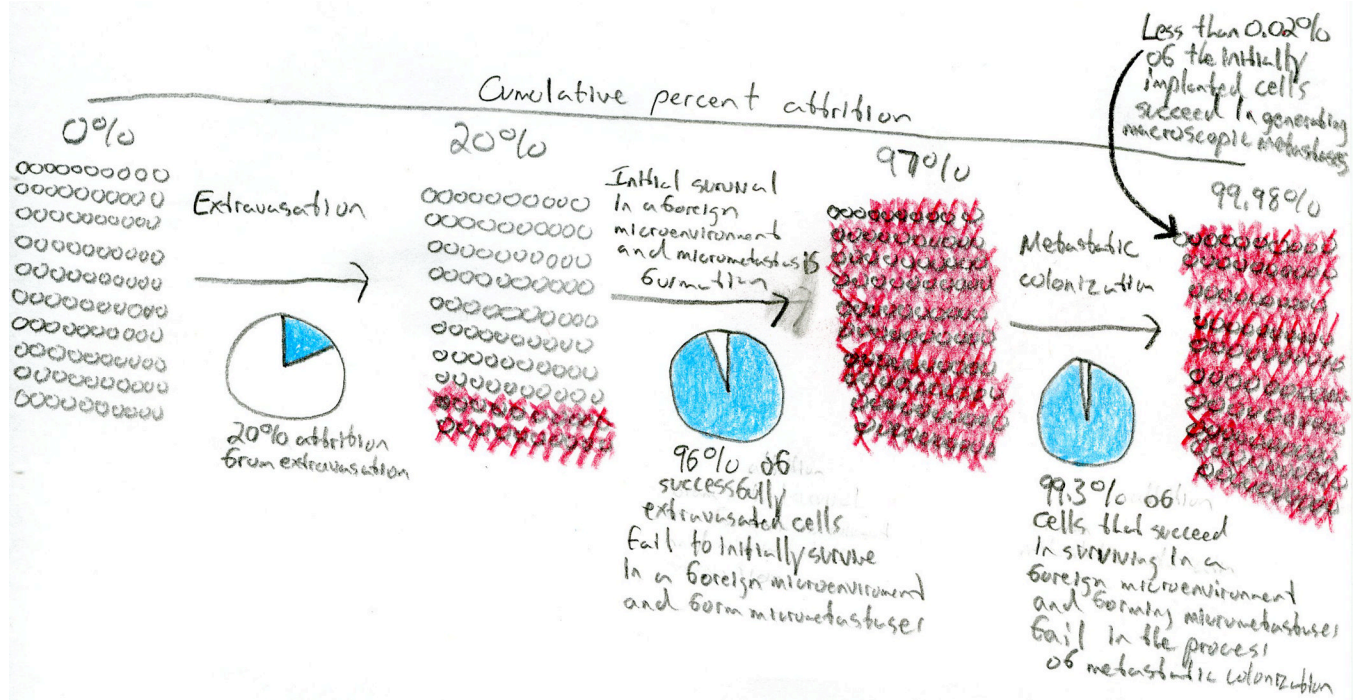 Less than 0.02%
of the initially
implanted cells
succeed in generating
macroscopic metastases
Cumulative percent attrition
0%
20%
97%
99.98%
Extravasation
20% attrition
from extravasation
Initial survival
in a foreign
microenvironment
and micrometastasis
formation
96% of
successfully
extravasated cells
fail to initially survive
in a foreign microenvironment
and form micrometastases
Metastatic
colonization
99.3% of
cells that succeed
in surviving in a
foreign microenvironment
and forming micrometastases
fail in the process
of metastatic colonization